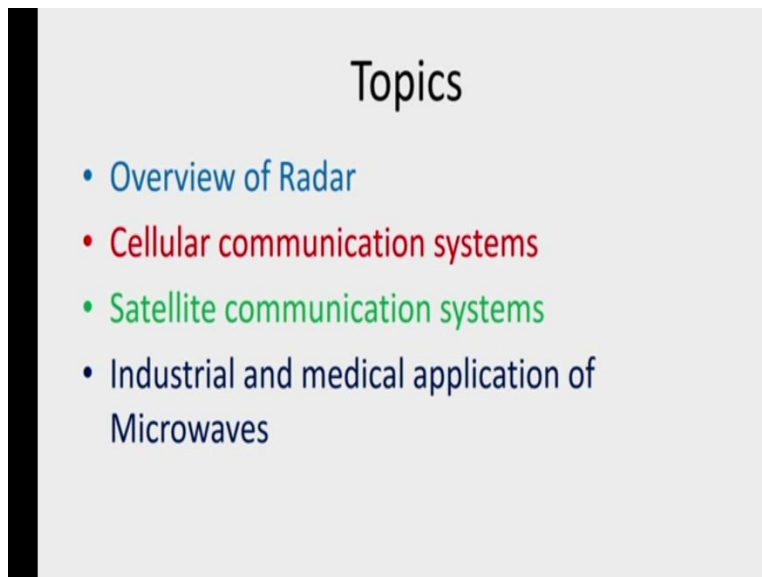 Topics
• Overview of Radar
• Cellular communication systems
• Satellite communication systems
• Industrial and medical application of
Microwaves